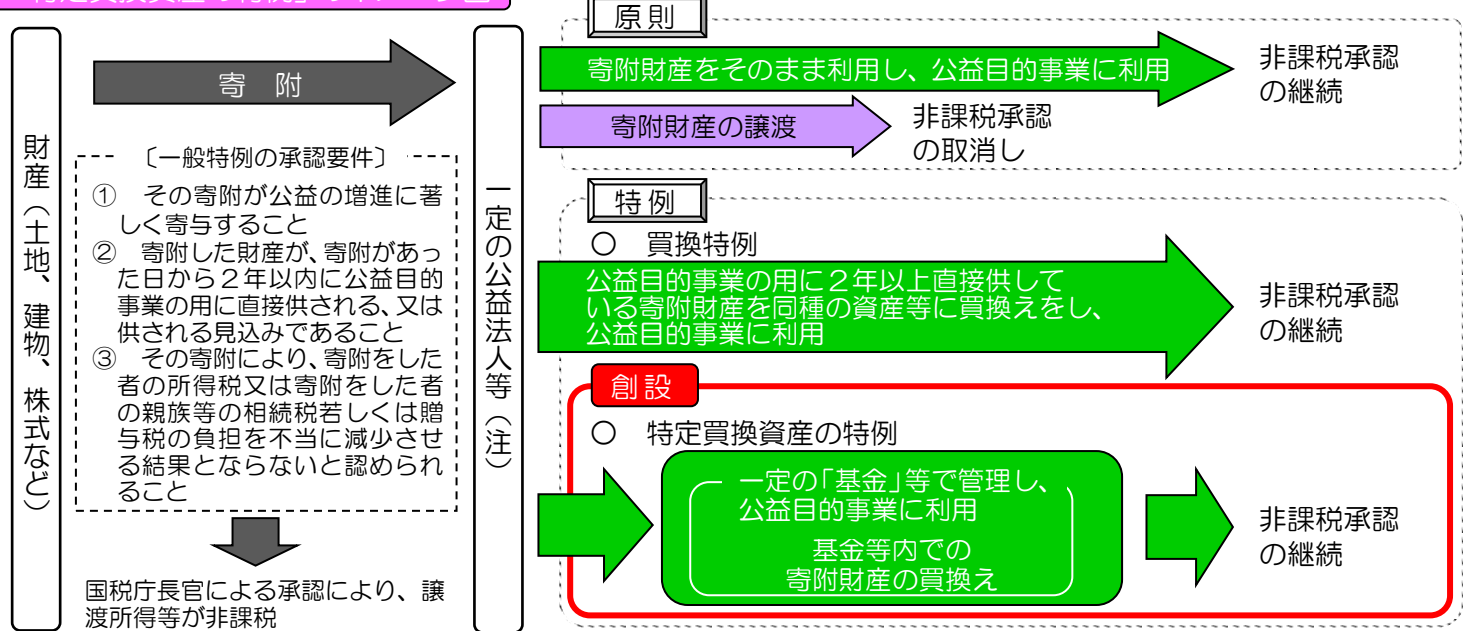 財産（土地、建物、株式など）
寄 附
〔一般特例の承認要件〕
① その寄附が公益の増進に著
しく寄与すること
② 寄附した財産が、寄附があっ
た日から２年以内に公益目的
事業の用に直接供される、又は
供される見込みであること
③ その寄附により、寄附をした
者の所得税又は寄附をした者
の親族等の相続税若しくは贈
与税の負担を不当に減少させ
る結果とならないと認められ
ること
国税庁長官による承認により、譲
渡所得等が非課税
一定の公益法人等（注）
原則
寄附財産をそのまま利用し、公益目的事業に利用
非課税承認
の継続
寄附財産の譲渡
非課税承認
の取消し
特例
○ 買換特例
公益目的事業の用に２年以上直接供して
いる寄附財産を同種の資産等に買換えをし、
公益目的事業に利用
非課税承認
の継続
創設
○ 特定買換資産の特例
一定の「基金」等で管理し、
公益目的事業に利用
基金等内での
寄附財産の買換え
非課税承認
の継続